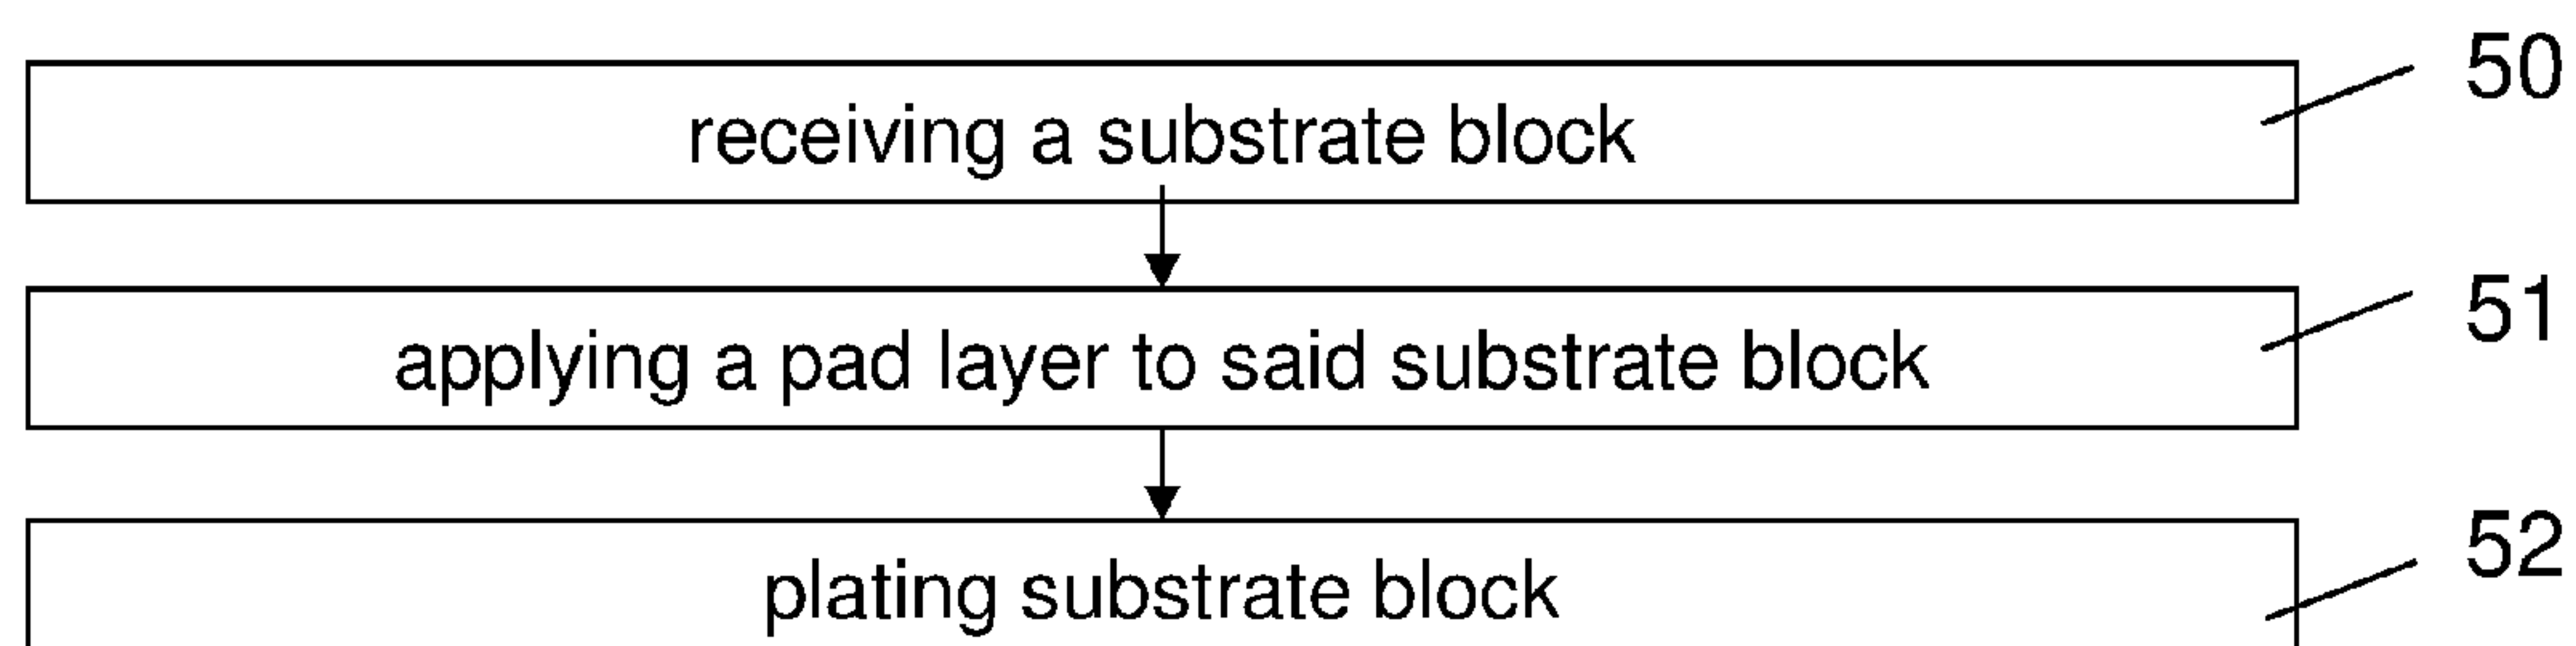 50
receiving a substrate block
51
applying a pad layer to said substrate block
52
plating substrate block